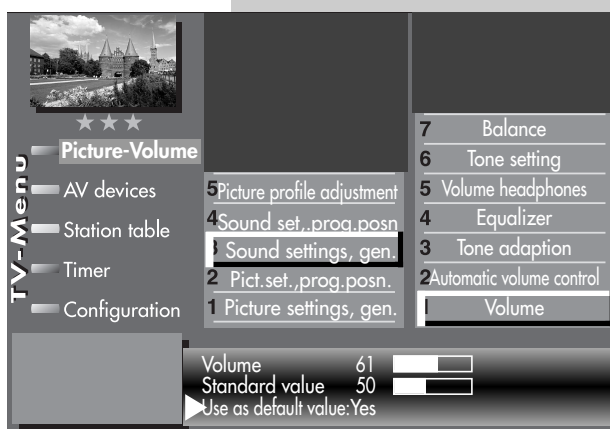 TV-Menu
Picture-Volume
AV devices
Station table
Timer
Configuration
5 Picture profile adjustment
4 Sound set,.prog.posn
3 Sound settings, gen.
2 Pict.set.,prog.posn.
1 Picture settings, gen.
7 Balance
6 Tone setting
5 Volume headphones
4 Equalizer
3 Tone adaption
2 Automatic volume control
1 Volume
Volume 61
Standard value 50
Use as default value:Yes